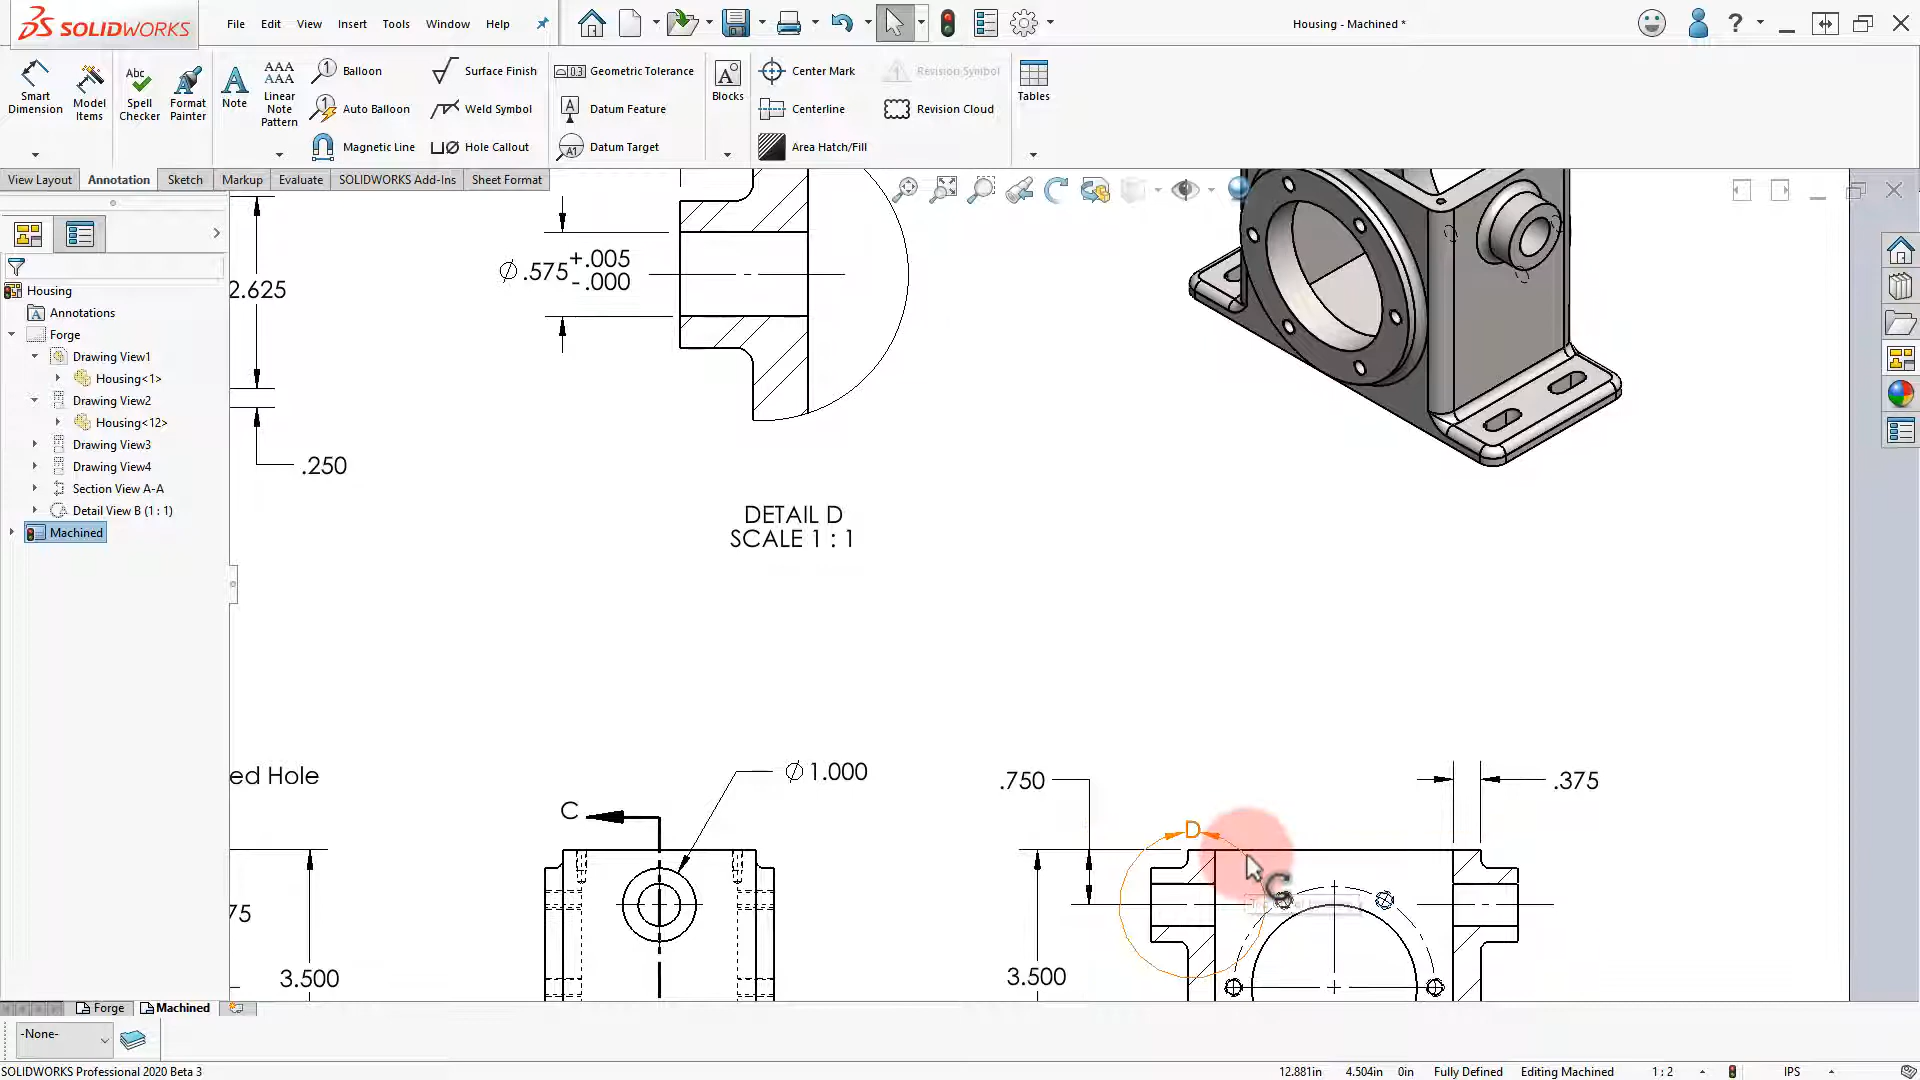 SOLIDWORKS
File
Edit
View
Insert
Tools
Window
Help
Housing - Machined *
?
Smart Dimension
Model Items
Abc
Spell Checker
Format Painter
A
Note
AAA
AAA
Linear Note Pattern
Balloon
Auto Balloon
Magnetic Line
Surface Finish
Weld Symbol
Hole Callout
Geometric Tolerance
Datum Feature
Datum Target
Blocks
Center Mark
Centerline
Area Hatch/Fill
Revision Symbol
Revision Cloud
Tables
View Layout
Annotation
Sketch
Markup
Evaluate
SOLIDWORKS Add-Ins
Sheet Format
Housing
Annotations
Forge
Drawing View1
Housing<1>
Drawing View2
Housing<12>
Drawing View3
Drawing View4
Section View A-A
Detail View B (1 : 1)
Machined
2.625
.250
Ø .575 +.005
- .000
DETAIL D
SCALE 1 : 1
ed Hole
75
3.500
C
Ø 1.000
.750
.375
D
3.500
Forge
Machined
-None-
SOLIDWORKS Professional 2020 Beta 3
12.881in
4.504in
0in
Fully Defined
Editing Machined
1 : 2
IPS